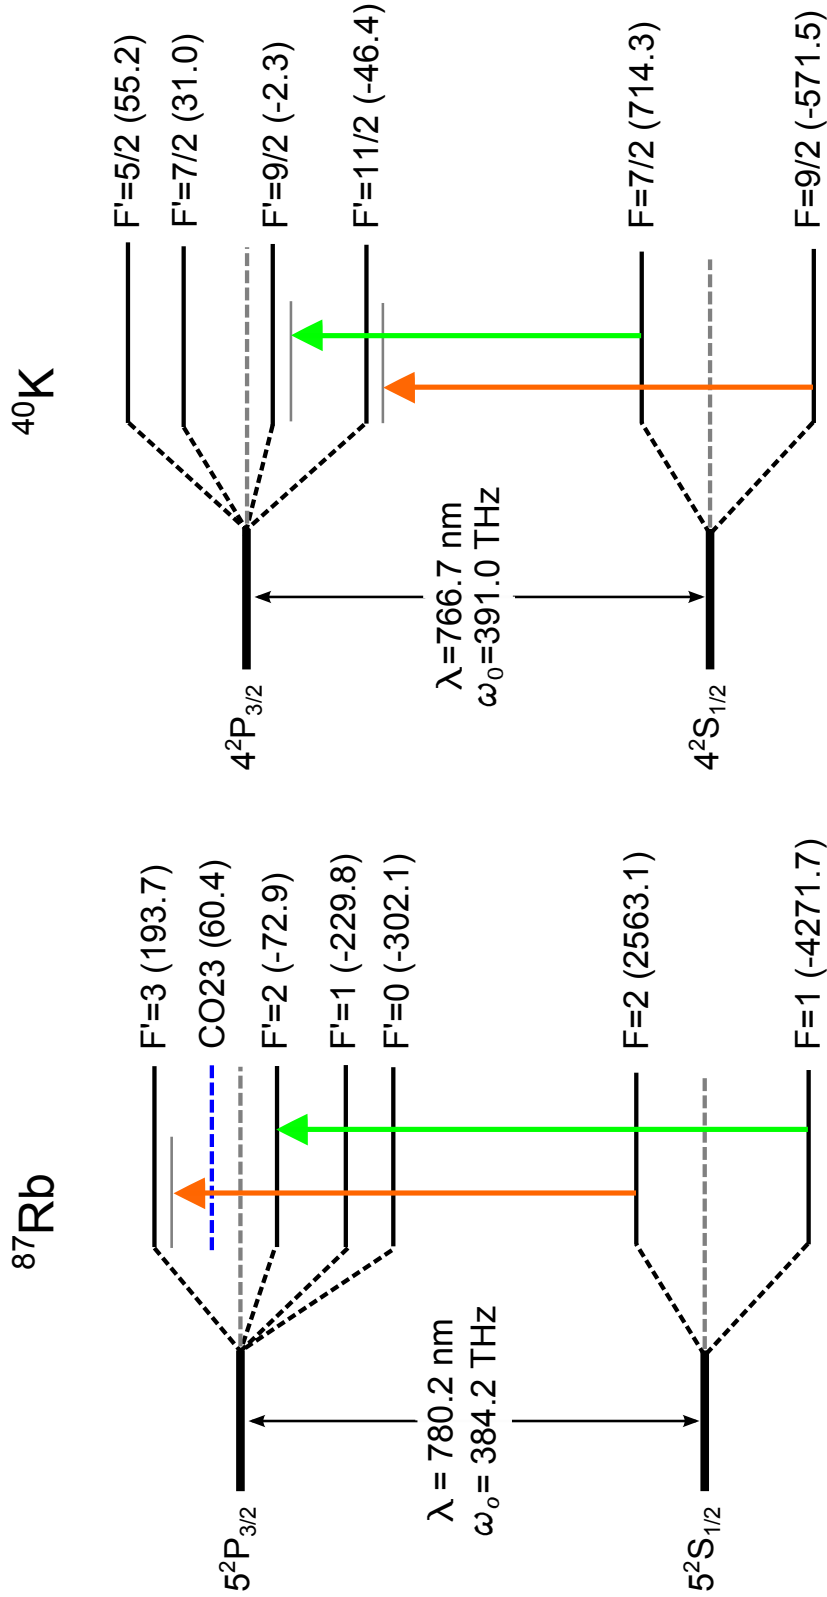 ⁸⁷Rb
F'=3 (193.7)
CO23 (60.4)
5²P₃/₂
F'=2 (-72.9)
F'=1 (-229.8)
F'=0 (-302.1)
λ = 780.2 nm
ωₒ= 384.2 THz
F=2 (2563.1)
5²S₁/₂
F=1 (-4271.7)
⁴⁰K
F'=5/2 (55.2)
F'=7/2 (31.0)
4²P₃/₂
F'=9/2 (-2.3)
F'=11/2 (-46.4)
λ=766.7 nm
ω₀=391.0 THz
F=7/2 (714.3)
4²S₁/₂
F=9/2 (-571.5)